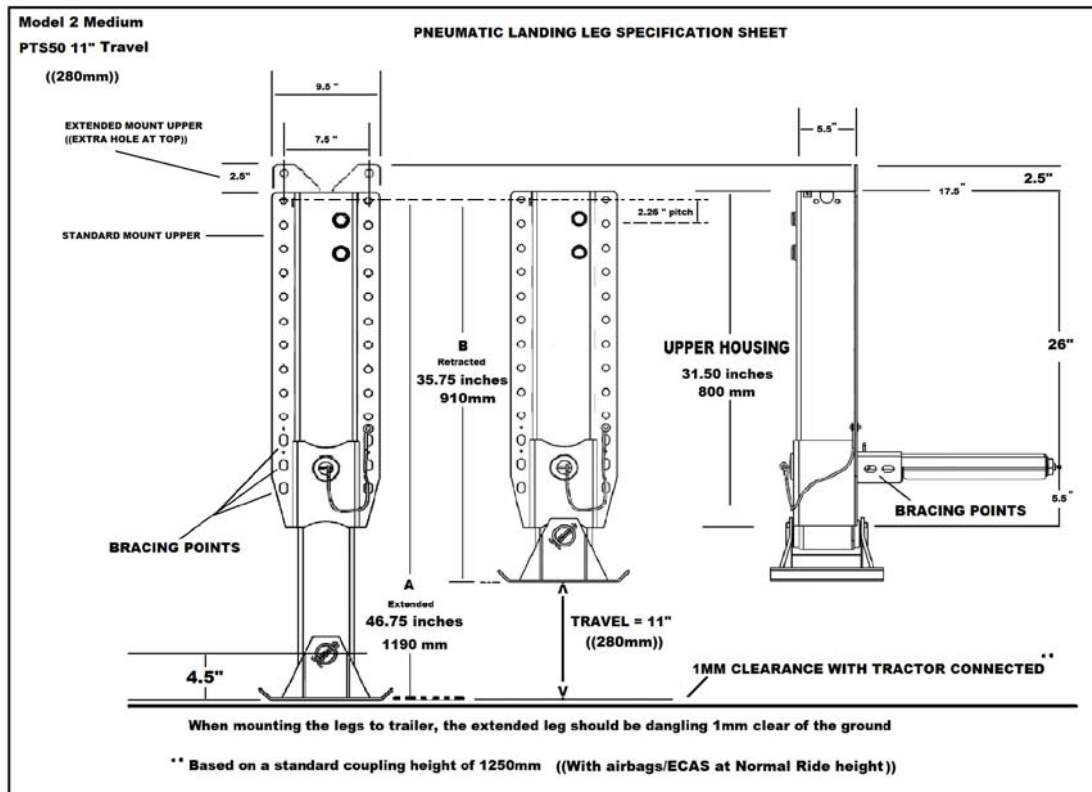 Model 2 Medium
PTS50 11" Travel
((280mm))
PNEUMATIC LANDING LEG SPECIFICATION SHEET
9.5 "
5.5"
EXTENDED MOUNT UPPER
((EXTRA HOLE AT TOP))
7.5 "
2.5"
2.5"
17.5"
2.25 " pitch
STANDARD MOUNT UPPER
B
Retracted
35.75 inches
910mm
UPPER HOUSING
31.50 inches
800 mm
26"
5.5"
BRACING POINTS
BRACING POINTS
A
Extended
46.75 inches
1190 mm
TRAVEL = 11"
((280mm))
4.5"
1MM CLEARANCE WITH TRACTOR CONNECTED **
When mounting the legs to trailer, the extended leg should be dangling 1mm clear of the ground
** Based on a standard coupling height of 1250mm ((With airbags/ECAS at Normal Ride height))